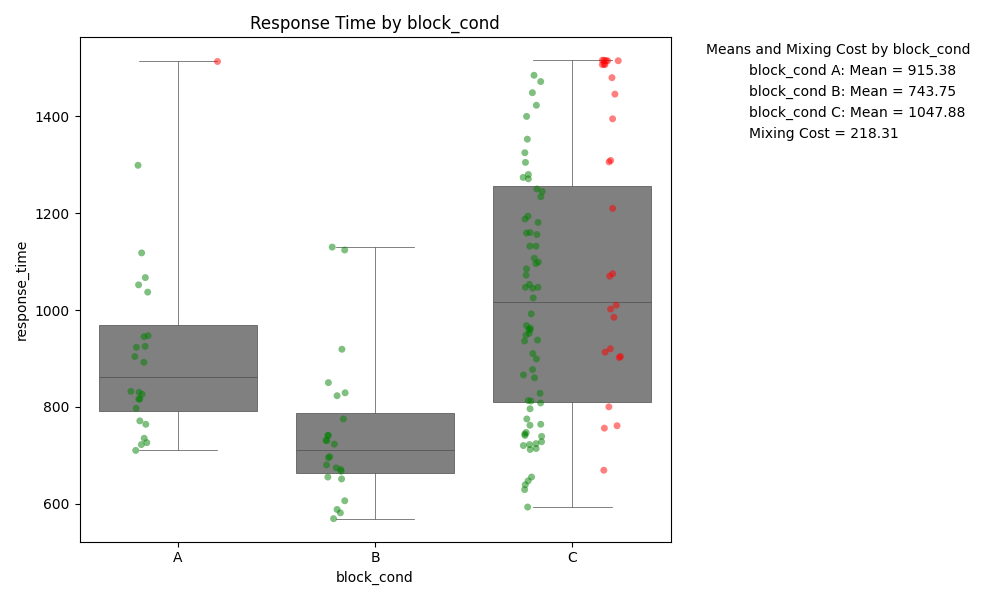 Response Time by block_cond
Means and Mixing Cost by block_cond
block_cond A: Mean = 915.38
block_cond B: Mean = 743.75
block_cond C: Mean = 1047.88
Mixing Cost = 218.31
response_time
1400
1200
1000
800
600
A
B
C
block_cond